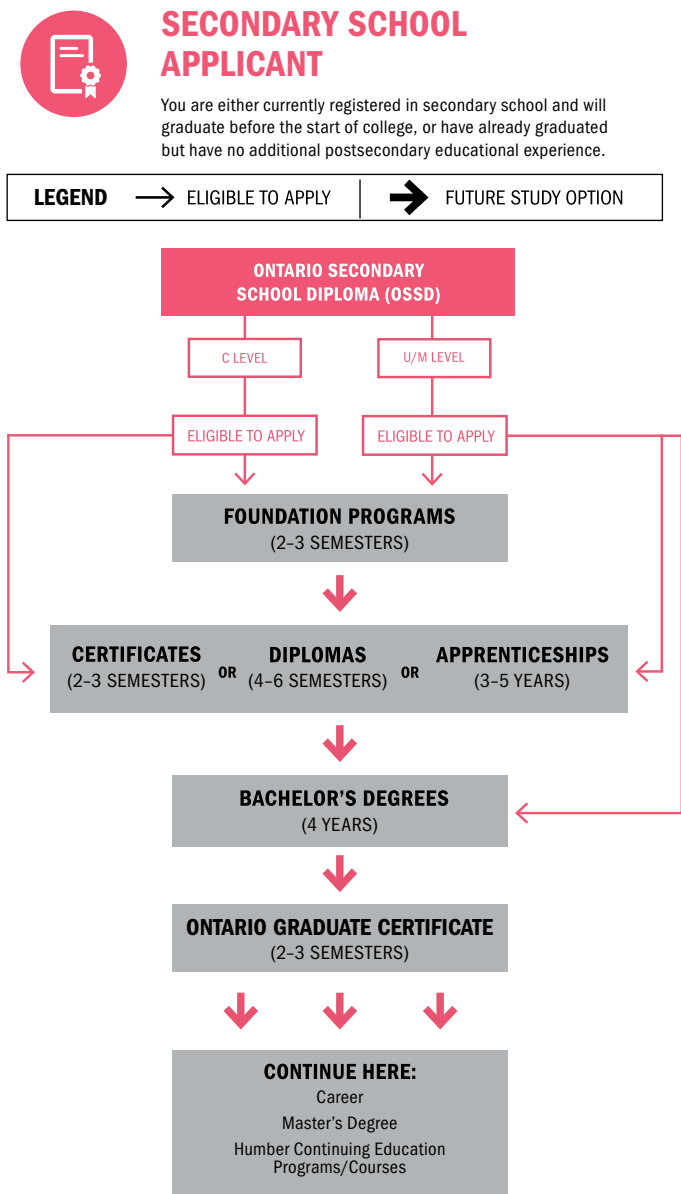 SECONDARY SCHOOL
APPLICANT
You are either currently registered in secondary school and will
graduate before the start of college, or have already graduated
but have no additional postsecondary educational experience.
LEGEND ELIGIBLE TO APPLY FUTURE STUDY OPTION
ONTARIO SECONDARY
SCHOOL DIPLOMA (OSSD)
C LEVEL
U/M LEVEL
ELIGIBLE TO APPLY
ELIGIBLE TO APPLY
FOUNDATION PROGRAMS
(2–3 SEMESTERS)
CERTIFICATES
(2–3 SEMESTERS)
OR
DIPLOMAS
(4–6 SEMESTERS)
OR
APPRENTICESHIPS
(3–5 YEARS)
BACHELOR'S DEGREES
(4 YEARS)
ONTARIO GRADUATE CERTIFICATE
(2–3 SEMESTERS)
CONTINUE HERE:
Career
Master's Degree
Humber Continuing Education
Programs/Courses